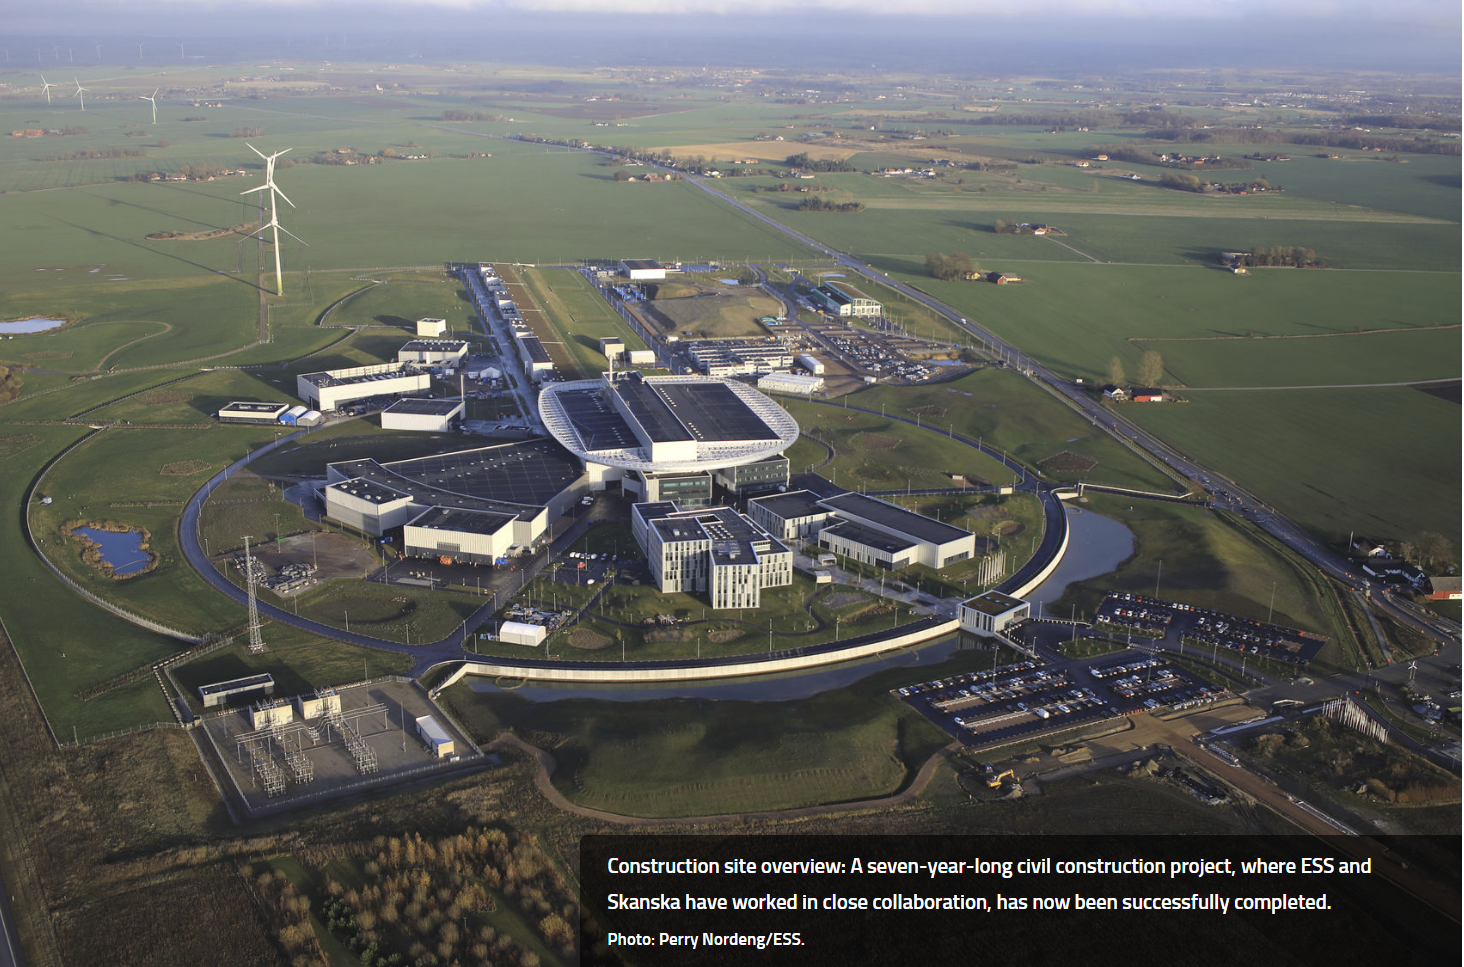 Construction site overview: A seven-year-long civil construction project, where ESS and
Skanska have worked in close collaboration, has now been successfully completed.
Photo: Perry Nordeng/ESS.